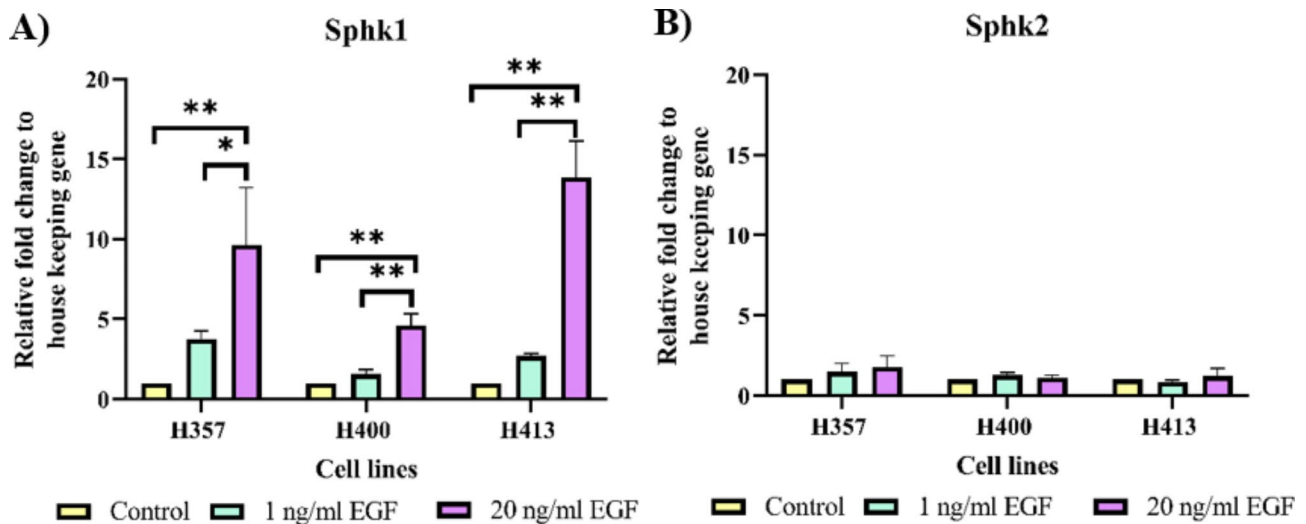 A)
Sphk1
Relative fold change to
house keeping gene
20
15
10
5
0
**
*
**
**
**
**
H357 H400 H413
Cell lines
Control 1 ng/ml EGF 20 ng/ml EGF
B)
Sphk2
Relative fold change to
house keeping gene
20
15
10
5
0
H357 H400 H413
Cell lines
Control 1 ng/ml EGF 20 ng/ml EGF